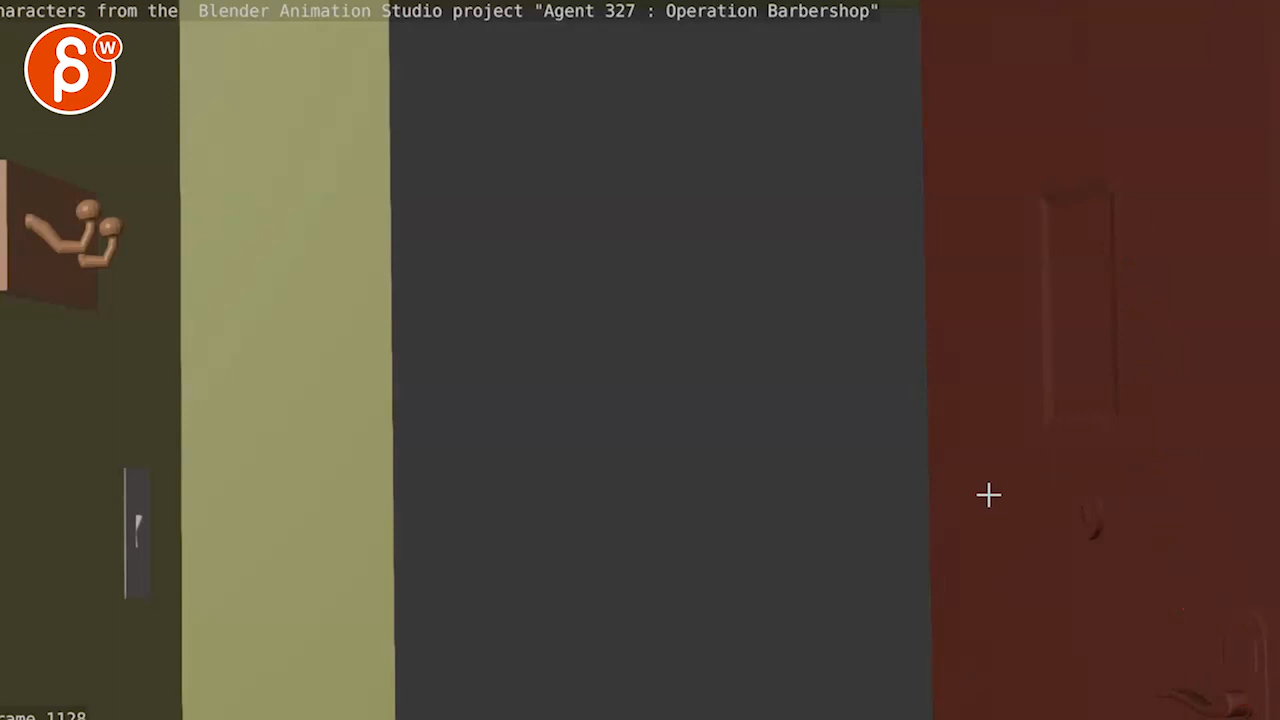 haracters from the Blender Animation Studio project "Agent 327 : Operation Barbershop"
w
rame 1128